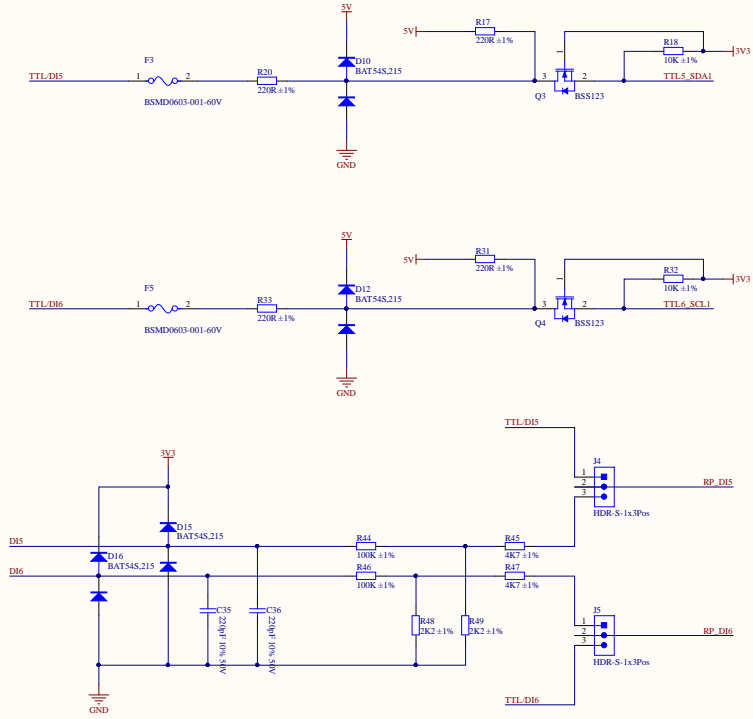 5V
R17
220R ±1%
5V
1
R18
10K ±1%
3V3
F3
D10
BAT54S,215
TTL/DI5
1
2
R20
220R ±1%
3
2
TTL5_SDA1
BSMD0603-001-60V
Q3
BSS123
GND
5V
R31
220R ±1%
5V
1
R32
10K ±1%
3V3
F5
D12
BAT54S,215
TTL/DI6
1
2
R33
220R ±1%
3
2
TTL6_SCL1
BSMD0603-001-60V
Q4
BSS123
GND
TTL/DI5
3V3
J4
1
2
3
RP_DI5
HDR-S-1x3Pos
D15
BAT54S,215
DI5
R44
100K ±1%
R45
4K7 ±1%
D16
BAT54S,215
DI6
R46
100K ±1%
R47
4K7 ±1%
C35
220pF 10% 50V
C36
220pF 10% 50V
R48
2K2 ±1%
R49
2K2 ±1%
J5
1
2
3
RP_DI6
HDR-S-1x3Pos
TTL/DI6
GND